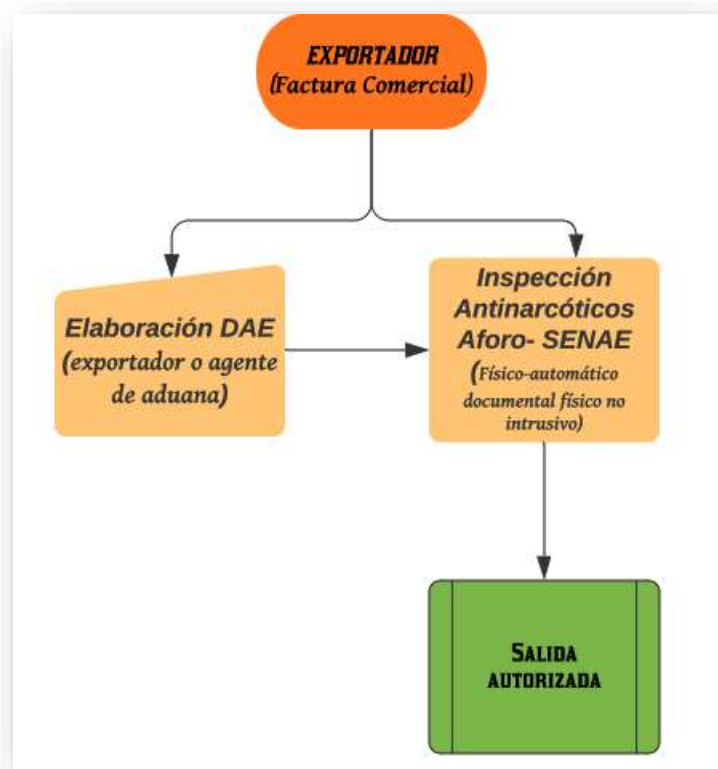 EXPORTADOR
(Factura Comercial)
Elaboración DAE
(exportador o agente
de aduana)
Inspección
Antinarcóticos
Aforo- SENAE
(Físico-automático
documental físico no
intrusivo)
SALIDA
AUTORIZADA